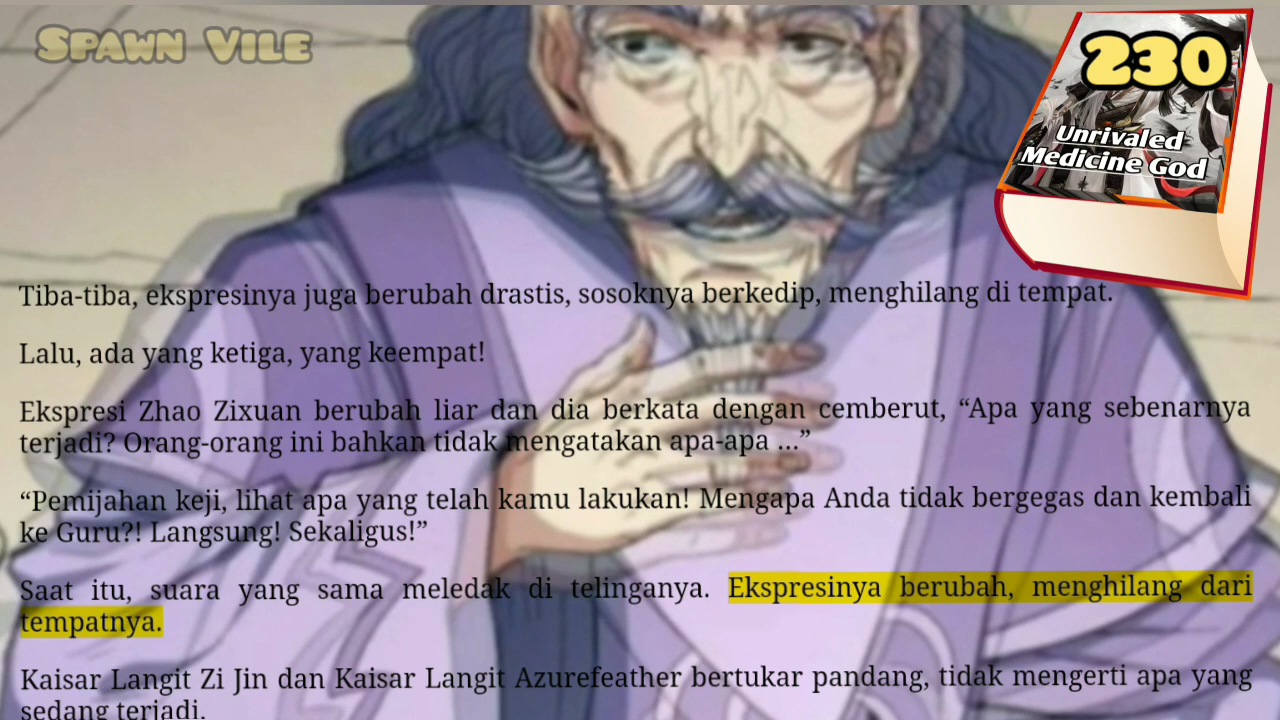 Spawn Vile
230
Unrivaled
Medicine God
Tiba-tiba, ekspresinya juga berubah drastis, sosoknya berkedip, menghilang di tempat.
Lalu, ada yang ketiga, yang keempat!
Ekspresi Zhao Zixuan berubah liar dan dia berkata dengan cemberut, “Apa yang sebenarnya
terjadi? Orang-orang ini bahkan tidak mengatakan apa-apa ...”
“Pemijahan keji, lihat apa yang telah kamu lakukan! Mengapa Anda tidak bergegas dan kembali
ke Guru?! Langsung! Sekaligus!”
Saat itu, suara yang sama meledak di telinganya. Ekspresinya berubah, menghilang dari
tempatnya.
Kaisar Langit Zi Jin dan Kaisar Langit Azurefeather bertukar pandang, tidak mengerti apa yang
sedang terjadi.